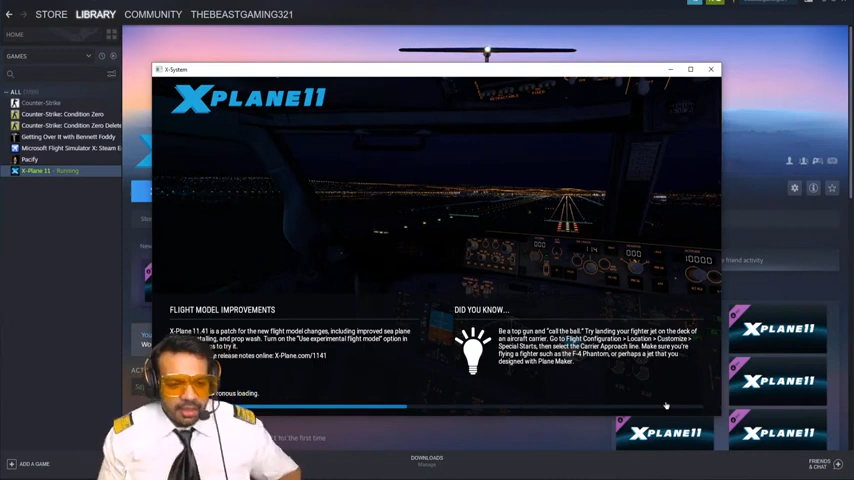 STORE LIBRARY COMMUNITY THEBEASTGAMING321
HOME
X-System
GAMES
XPLANE11
ALL
Counter-Strike
Counter-Strike: Condition Zero
Counter-Strike: Condition Zero Delete
Getting Over It with Bennett Foddy
Microsoft Flight Simulator X: Steam E
Pacify
X-Plane 11 - Running
friend activity
FLIGHT MODEL IMPROVEMENTS
X-Plane 11.41 is a patch for the new flight model changes, including improved sea plane
talling, and prop wash. Turn on the "Use experimental flight model" option in
to try it.
e release notes online: X-Plane.com/1141
DID YOU KNOW...
Be a top gun and "call the ball." Try landing your fighter jet on the deck of
an aircraft carrier. Go to Flight Configuration > Location > Customize >
Special Starts, then select the Carrier Approach line. Make sure you're
flying a fighter such as the F-4 Phantom, or perhaps a jet that you
designed with Plane Maker.
ronous loading.
XPLANE11
XPLANE11
XPLANE11
XPLANE11
1 for the first time
ADD A GAME
DOWNLOADS
Manage
FRIENDS
& CHAT